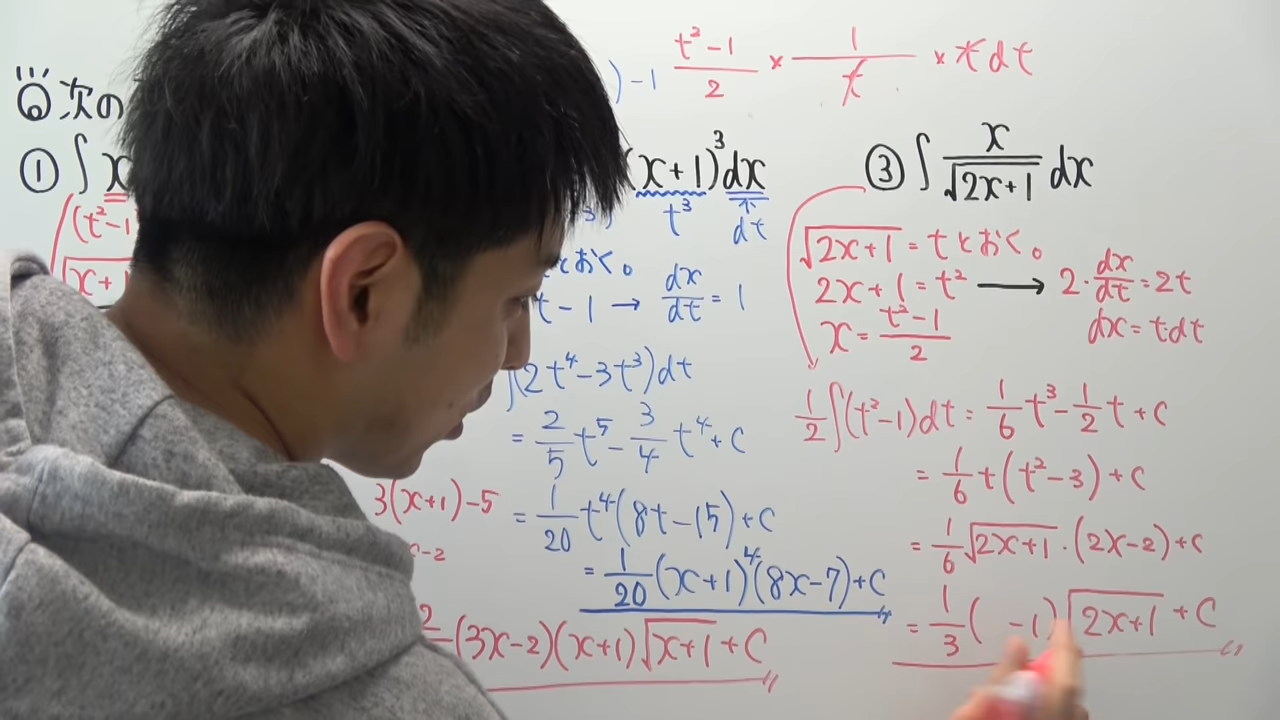 次の
① ∫ x
(t²-1
√x+1
) -1
(x+1)³dx
t³
dt
とおく。
t-1 → dx/dt = 1
∫(2t⁴-3t³)dt
= 2/5 t⁵ - 3/4 t⁴ + C
= 1/20 t⁴(8t-15) + C
= 1/20 (x+1)⁴(8x-7) + C
3(x+1)-5
-2
(3x-2)(x+1)√x+1 + C
t²-1/2 × 1/t × t dt
③ ∫ x/√2x+1 dx
√2x+1 = t とおく。
2x+1 = t² → 2・dx/dt = 2t
x = t²-1/2
dx = t dt
1/2 ∫(t²-1)dt = 1/6 t³ - 1/2 t + C
= 1/6 t(t²-3) + C
= 1/6 √2x+1・(2x-2) + C
= 1/3 ( -1)√2x+1 + C